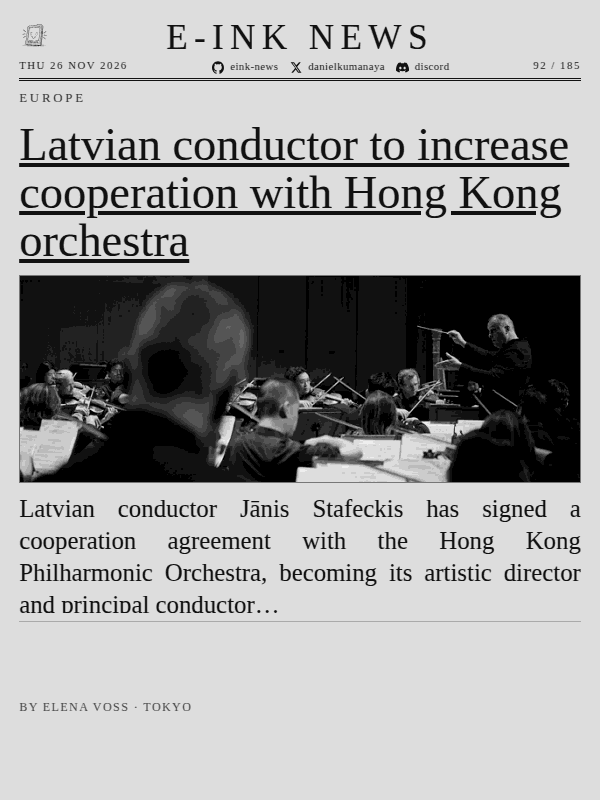 E-INK NEWS
THU 26 NOV 2026
eink-news danielkumanaya discord
92 / 185
EUROPE
Latvian conductor to increase
cooperation with Hong Kong
orchestra
Latvian conductor Jānis Stafeckis has signed a
cooperation agreement with the Hong Kong
Philharmonic Orchestra, becoming its artistic director
and principal conductor…
BY ELENA VOSS · TOKYO